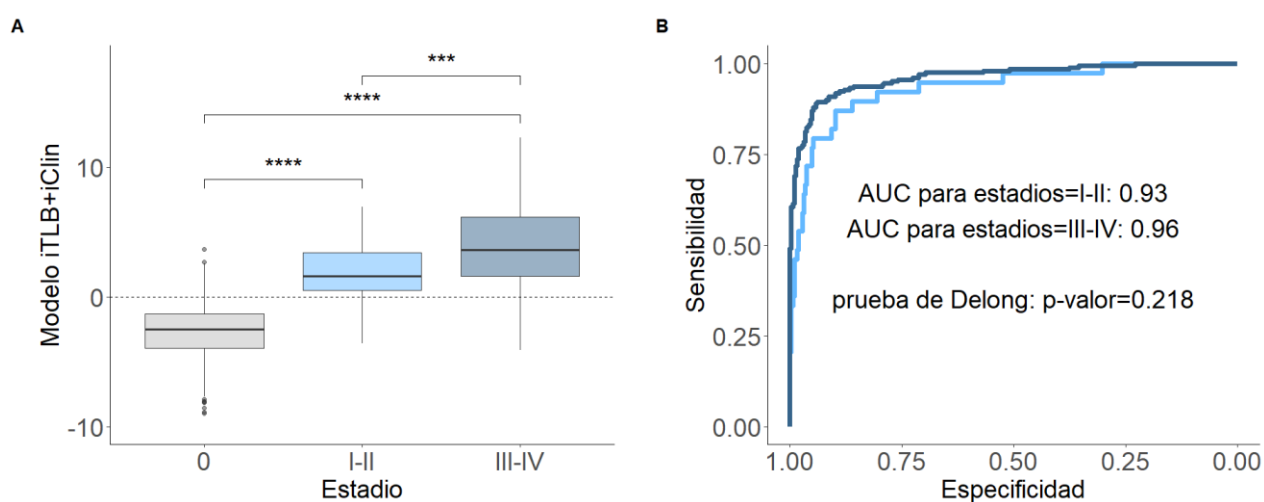 A
Modelo iTLB+iClin
***
****
****
10
0
-10
0
I-II
III-IV
Estadio
B
Sensibilidad
1.00
0.75
0.50
0.25
0.00
AUC para estadios=I-II: 0.93
AUC para estadios=III-IV: 0.96
prueba de Delong: p-valor=0.218
1.00
0.75
0.50
0.25
0.00
Especificidad